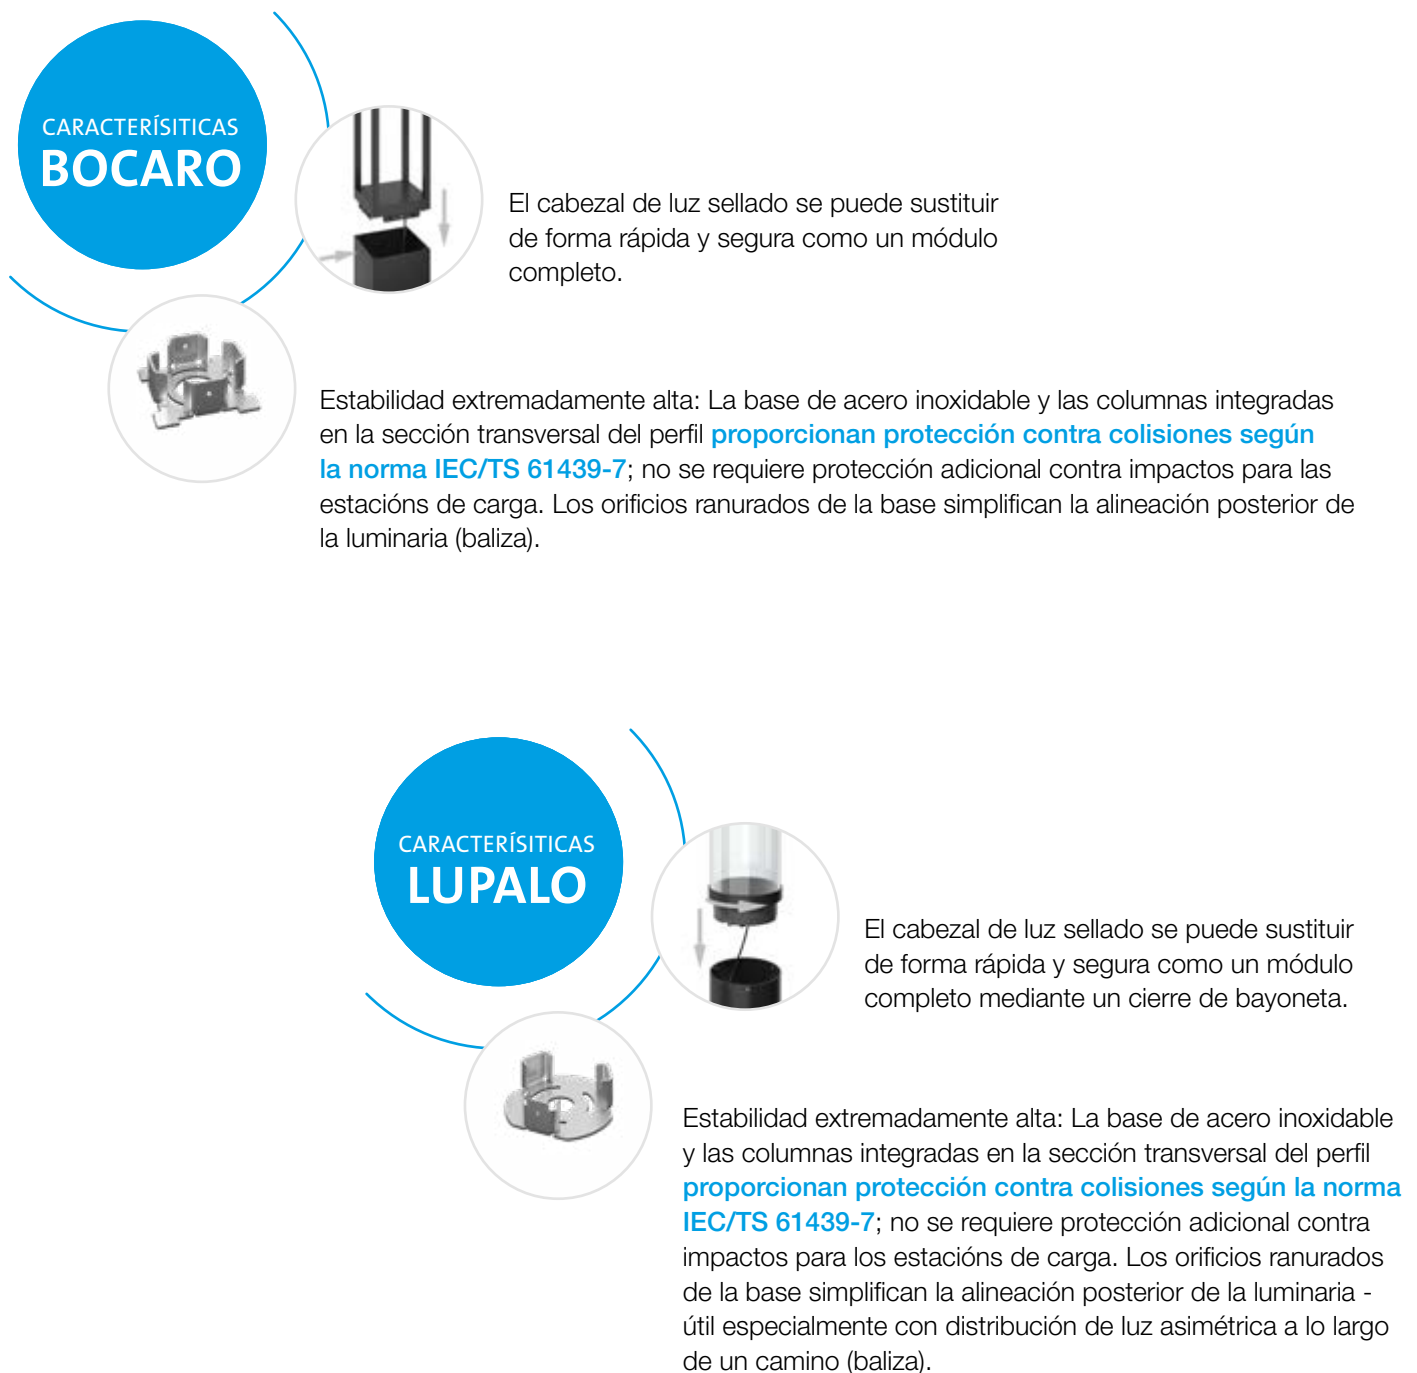 CARACTERÍSITICAS
BOCARO
El cabezal de luz sellado se puede sustituir
de forma rápida y segura como un módulo
completo.
Estabilidad extremadamente alta: La base de acero inoxidable y las columnas integradas
en la sección transversal del perfil proporcionan protección contra colisiones según
la norma IEC/TS 61439-7; no se requiere protección adicional contra impactos para las
estacións de carga. Los orificios ranurados de la base simplifican la alineación posterior de
la luminaria (baliza).
CARACTERÍSITICAS
LUPALO
El cabezal de luz sellado se puede sustituir
de forma rápida y segura como un módulo
completo mediante un cierre de bayoneta.
Estabilidad extremadamente alta: La base de acero inoxidable
y las columnas integradas en la sección transversal del perfil
proporcionan protección contra colisiones según la norma
IEC/TS 61439-7; no se requiere protección adicional contra
impactos para los estacións de carga. Los orificios ranurados
de la base simplifican la alineación posterior de la luminaria -
útil especialmente con distribución de luz asimétrica a lo largo
de un camino (baliza).